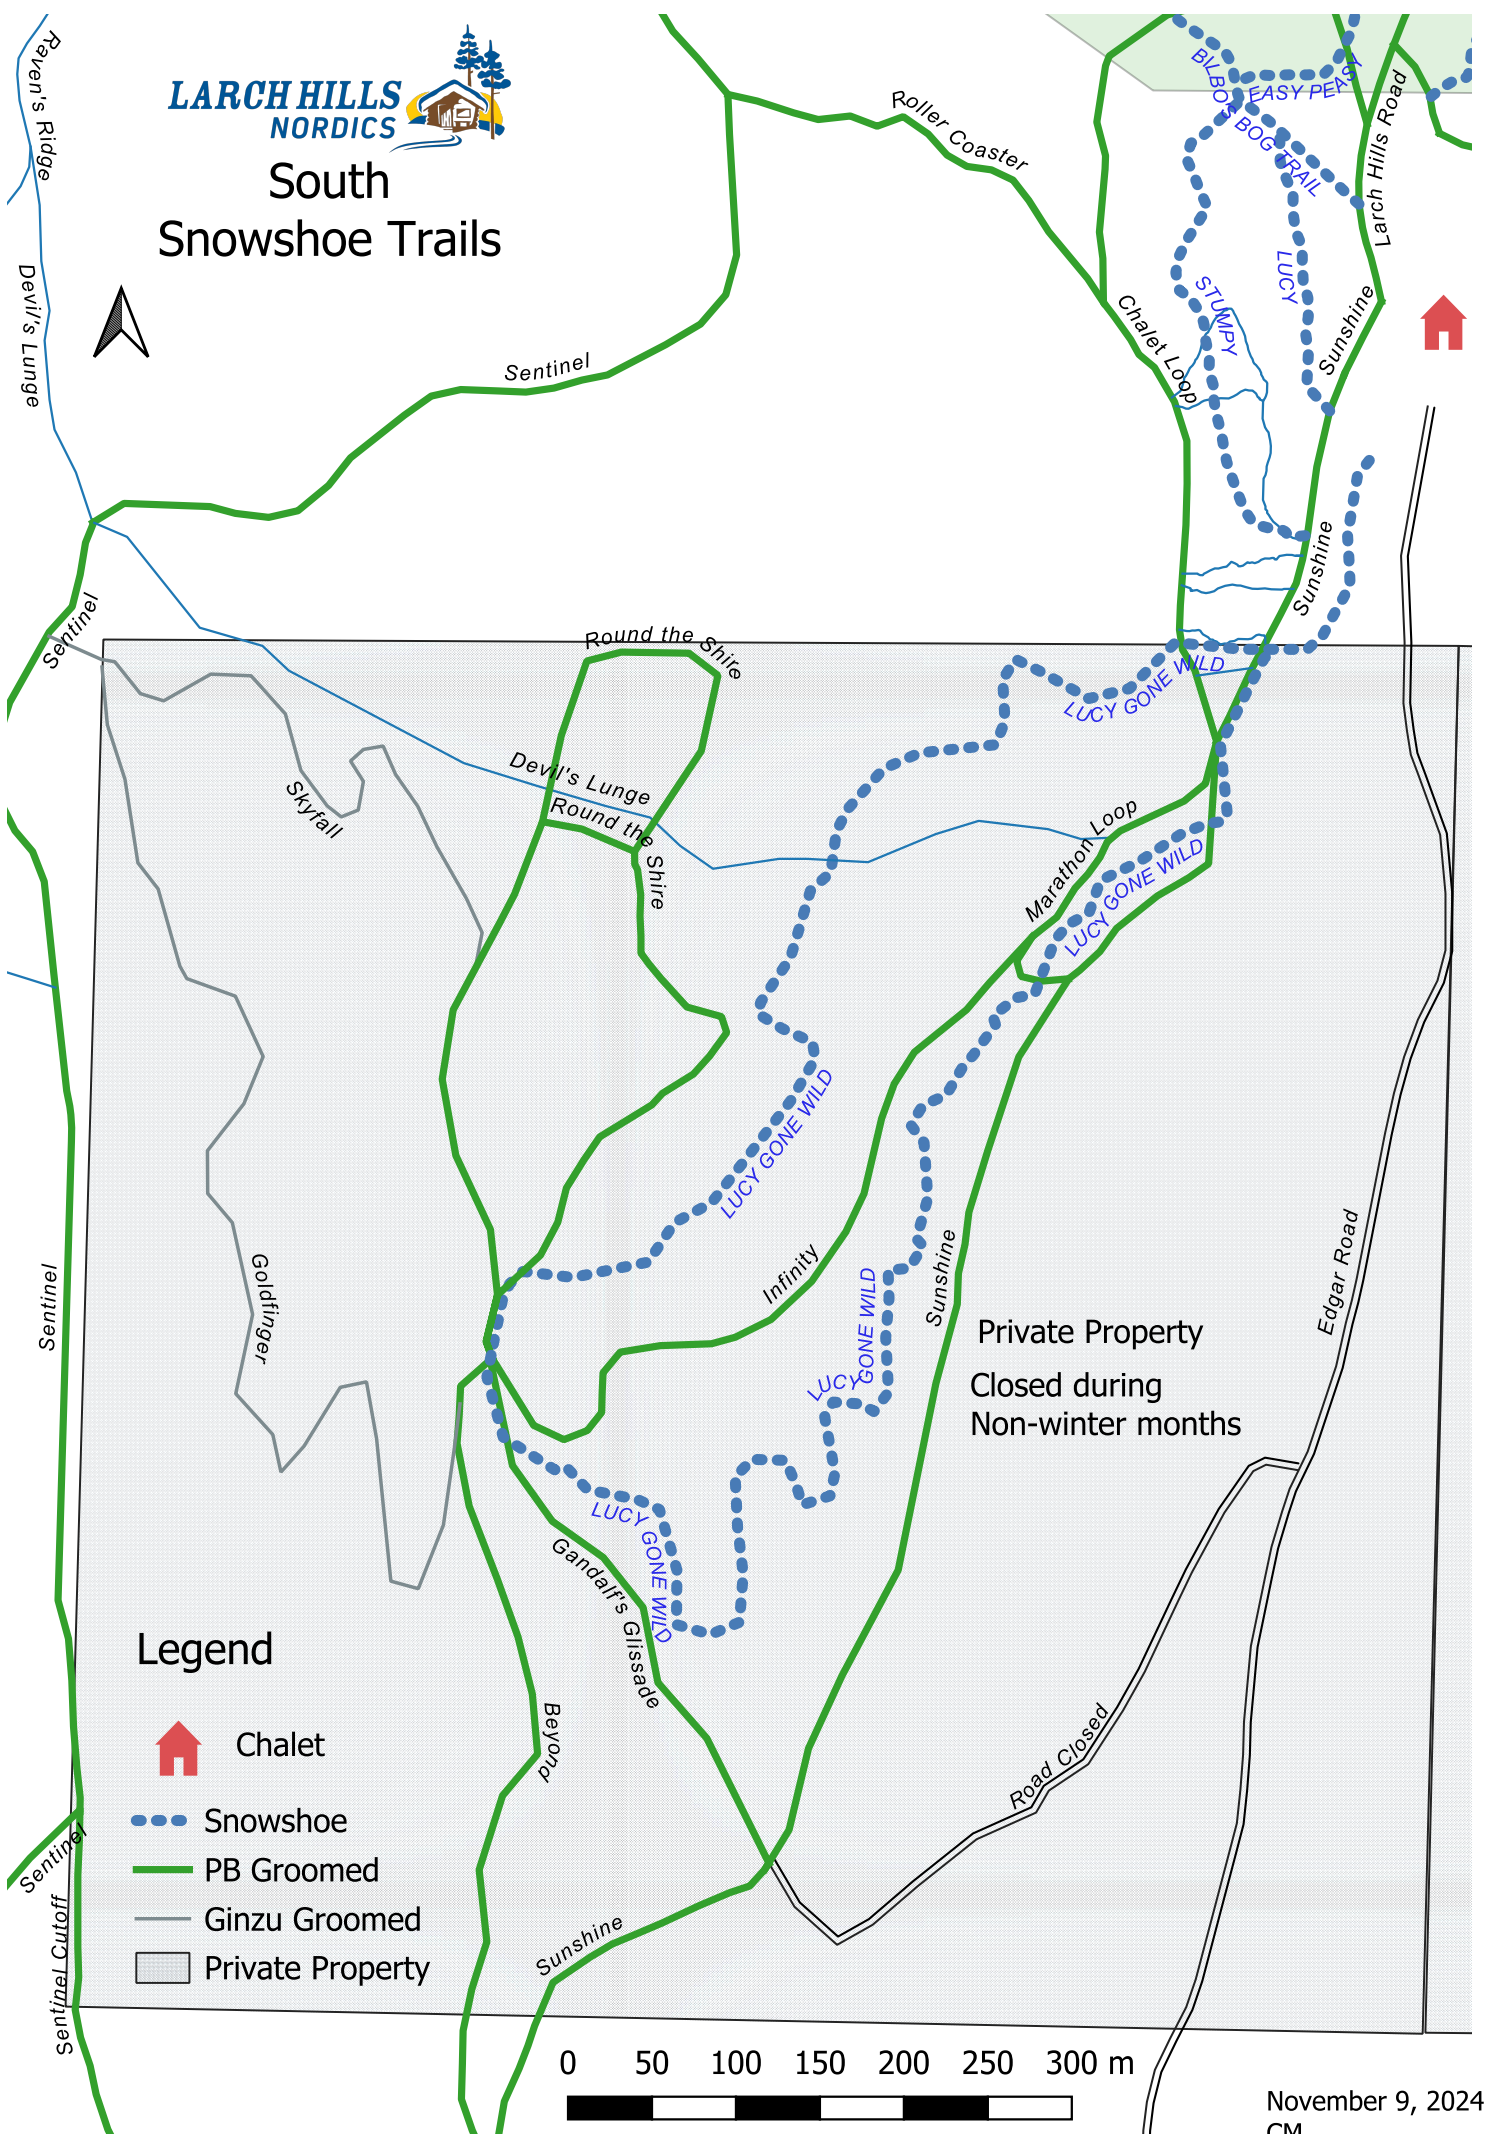 LARCH HILLS
NORDICS
South
Snowshoe Trails
Raven's Ridge
Devil's Lunge
Roller Coaster
BILBO'S BOG TRAIL
EASY PEASY
Larch Hills Road
LUCY
STUMPY
Chalet Loop
Sunshine
Sentinel
Sunshine
Sentinel
Round the Shire
LUCY GONE WILD
Devil's Lunge
Round the Shire
Skyfall
Marathon Loop
LUCY GONE WILD
LUCY GONE WILD
Sentinel
Goldfinger
Infinity
Sunshine
LUCY GONE WILD
Edgar Road
Private Property
Closed during
Non-winter months
LUCY GONE WILD
Gandalf's Glissade
Beyond
Road Closed
Sunshine
Legend
Chalet
Snowshoe
PB Groomed
Ginzu Groomed
Private Property
Sentinel
Sentinel Cutoff
0 50 100 150 200 250 300 m
November 9, 2024
CM